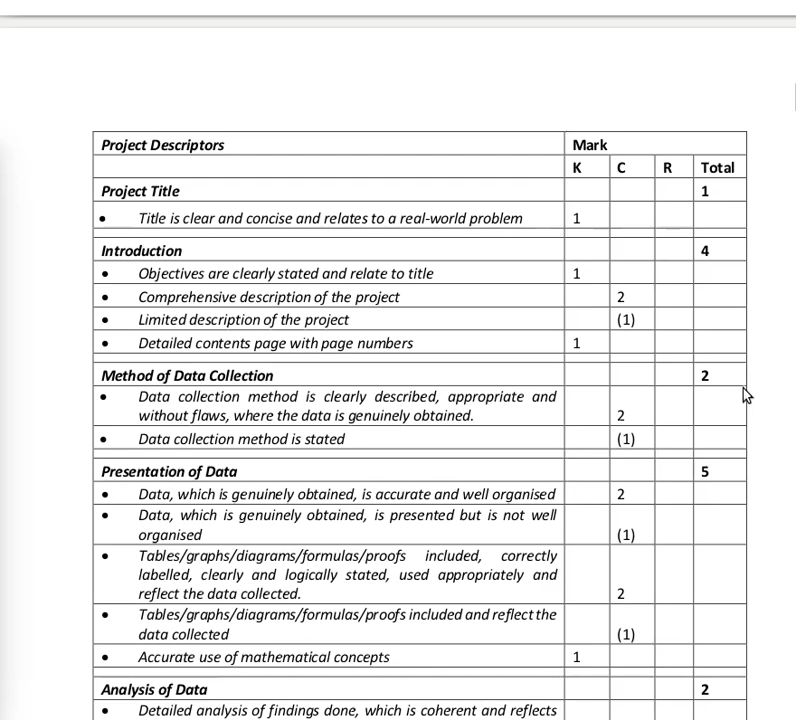 Project Descriptors Mark
K C R Total
Project Title 1
• Title is clear and concise and relates to a real-world problem 1
Introduction 4
• Objectives are clearly stated and relate to title 1
• Comprehensive description of the project 2
• Limited description of the project (1)
• Detailed contents page with page numbers 1
Method of Data Collection 2
• Data collection method is clearly described, appropriate and
without flaws, where the data is genuinely obtained. 2
• Data collection method is stated (1)
Presentation of Data 5
• Data, which is genuinely obtained, is accurate and well organised 2
• Data, which is genuinely obtained, is presented but is not well
organised (1)
• Tables/graphs/diagrams/formulas/proofs included, correctly
labelled, clearly and logically stated, used appropriately and
reflect the data collected. 2
• Tables/graphs/diagrams/formulas/proofs included and reflect the
data collected (1)
• Accurate use of mathematical concepts 1
Analysis of Data 2
• Detailed analysis of findings done, which is coherent and reflects